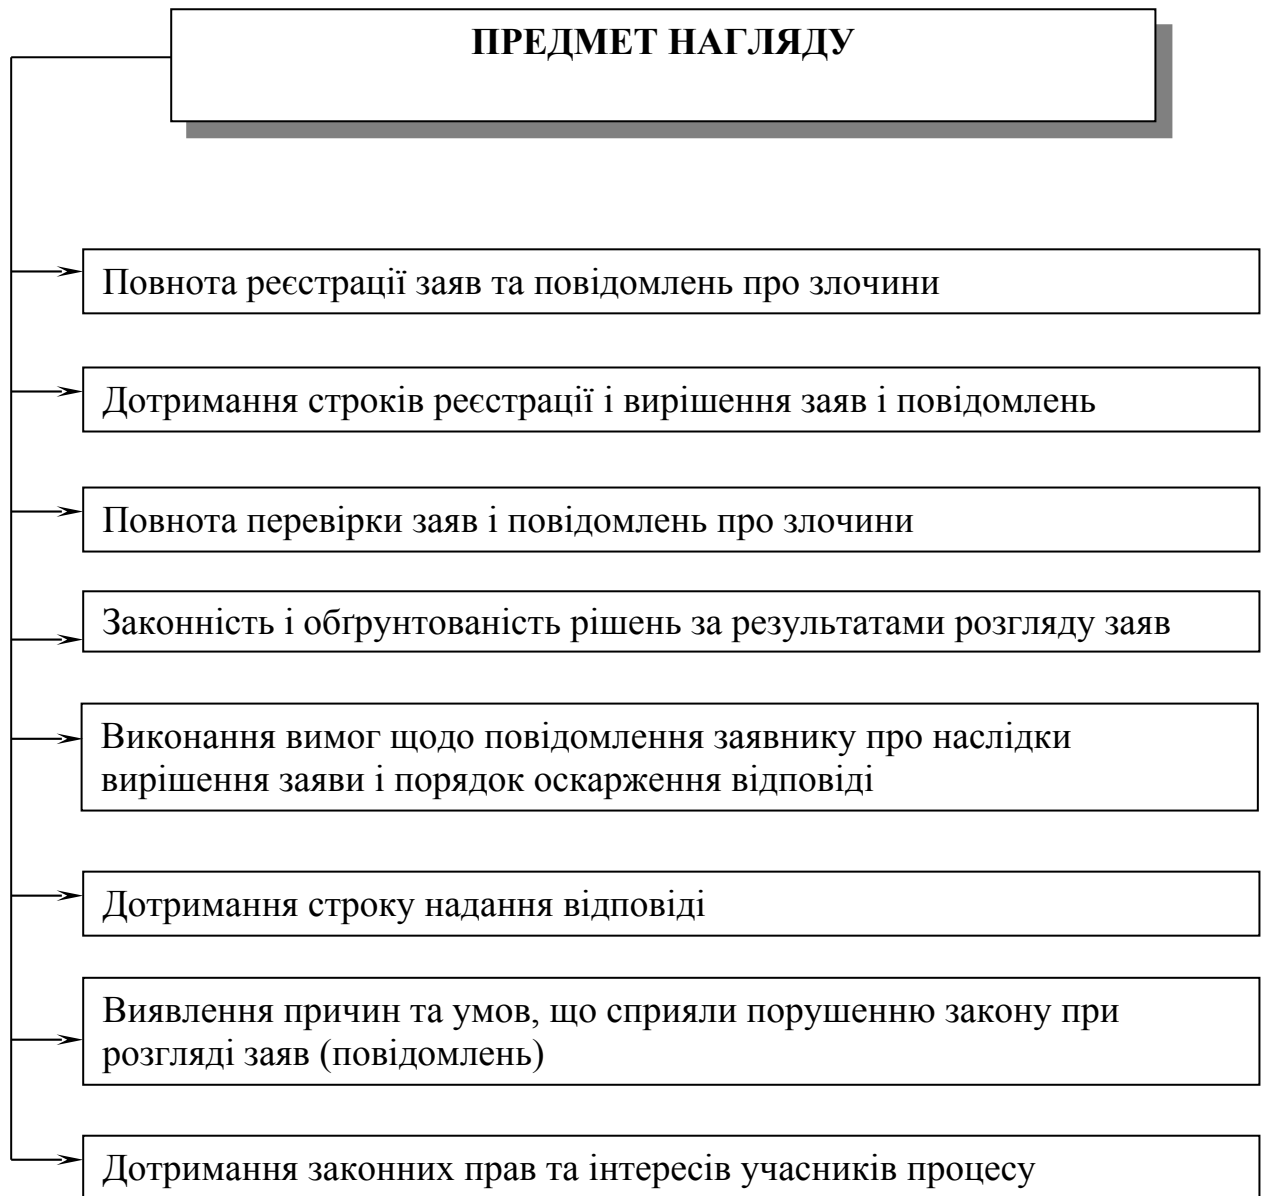 ПРЕДМЕТ НАГЛЯДУ
Повнота реєстрації заяв та повідомлень про злочини
Дотримання строків реєстрації і вирішення заяв і повідомлень
Повнота перевірки заяв і повідомлень про злочини
Законність і обґрунтованість рішень за результатами розгляду заяв
Виконання вимог щодо повідомлення заявнику про наслідки
вирішення заяви і порядок оскарження відповіді
Дотримання строку надання відповіді
Виявлення причин та умов, що сприяли порушенню закону при
розгляді заяв (повідомлень)
Дотримання законних прав та інтересів учасників процесу